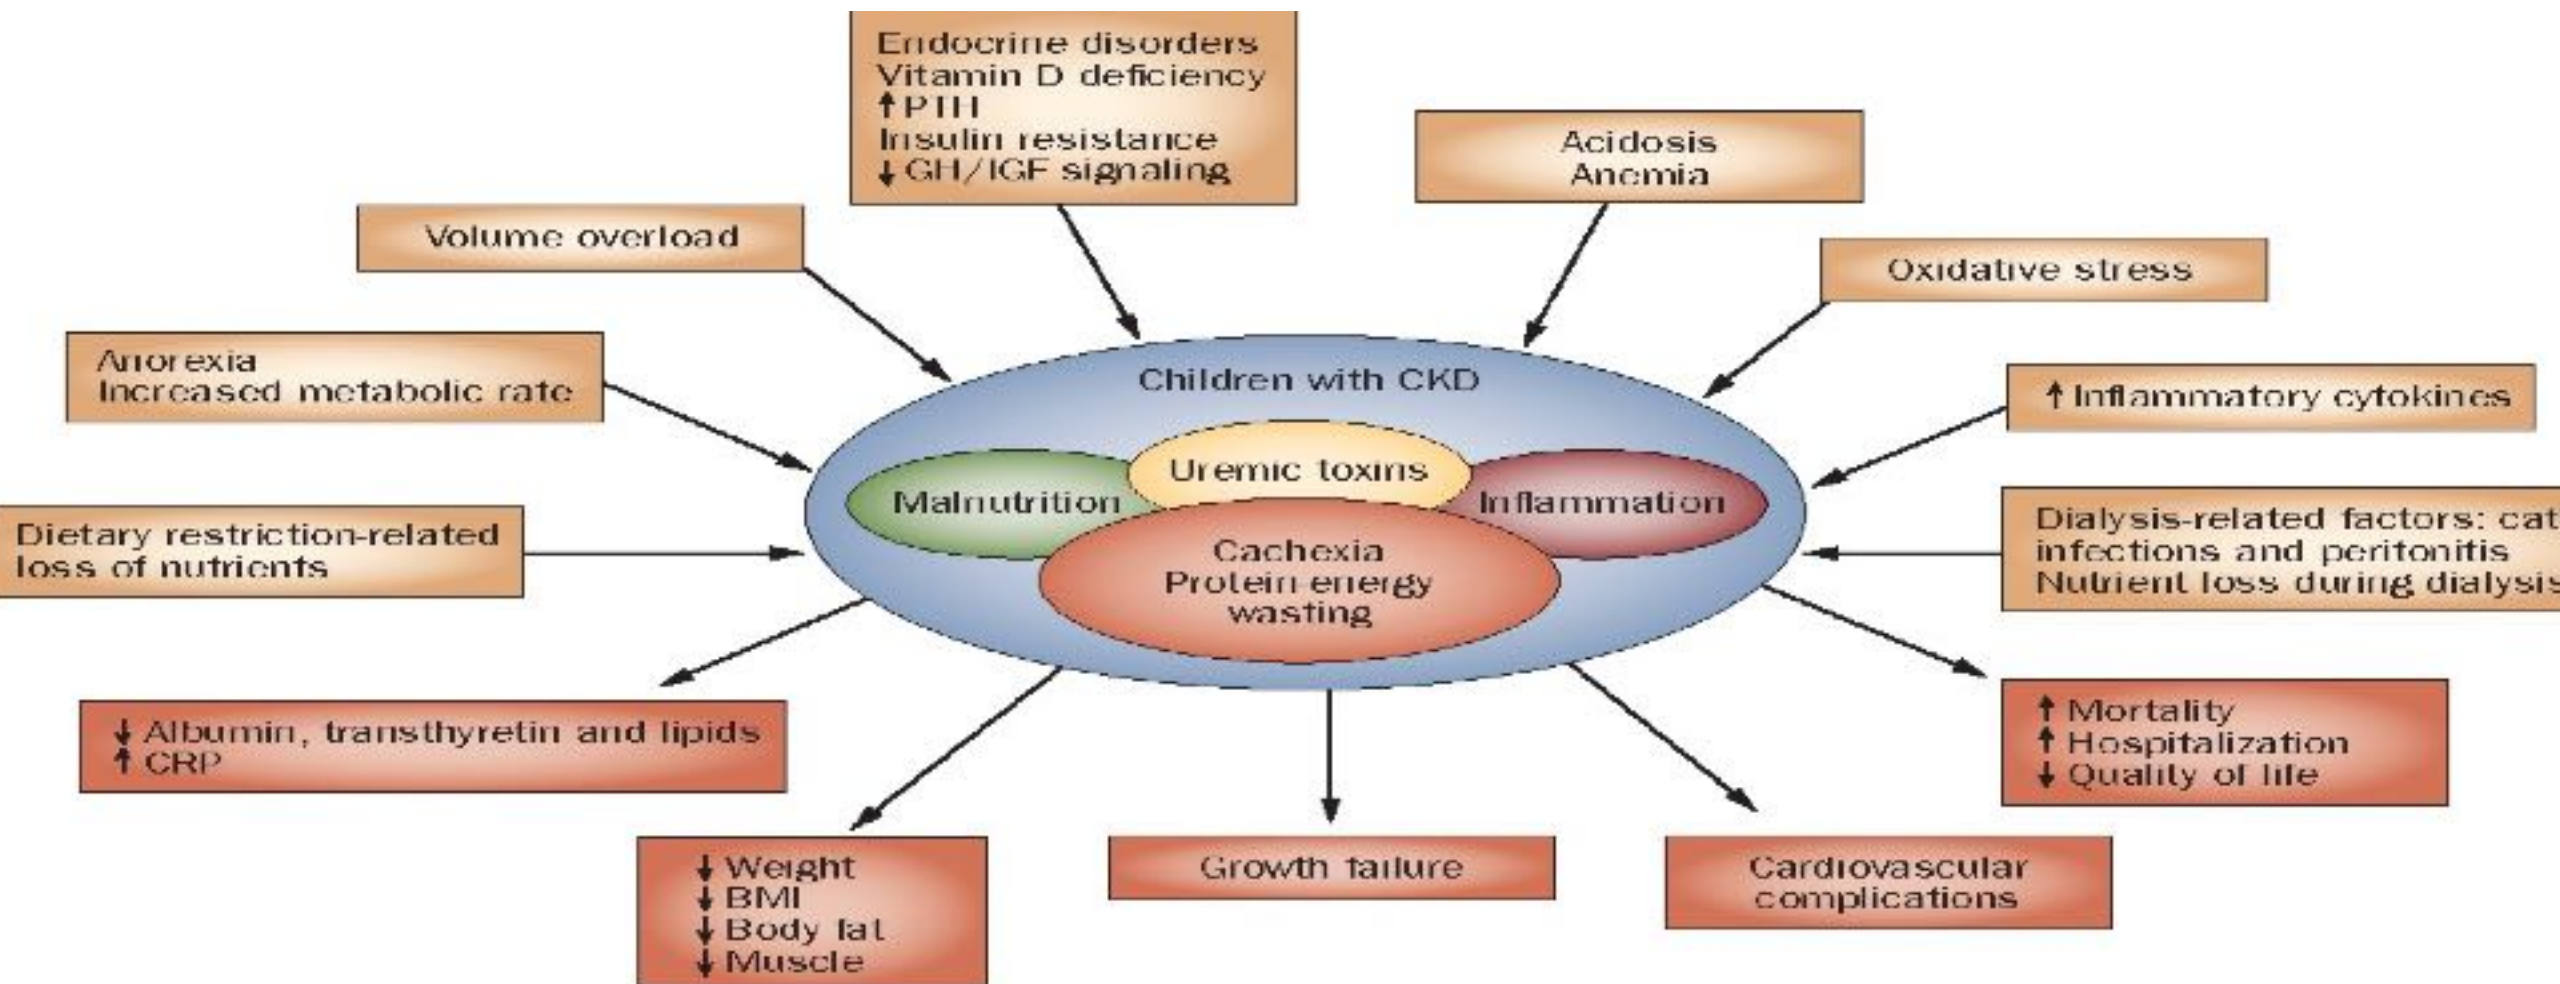 Endocrine disorders
Vitamin D deficiency
↑ PTH
Insulin resistance
↓ GH/IGF signaling
Acidosis
Anemia
Volume overload
Oxidative stress
Anorexia
Increased metabolic rate
↑ Inflammatory cytokines
Children with CKD
Uremic toxins
Malnutrition
Inflammation
Cachexia
Protein-energy
wasting
Dietary restriction-related
loss of nutrients
Dialysis-related factors: cat
infections and peritonitis
Nutrient loss during dialysis
↓ Albumin, transthyretin and lipids
↑ CRP
↑ Mortality
↑ Hospitalization
↓ Quality of life
↓ Weight
↓ BMI
↓ Body fat
↓ Muscle
Growth failure
Cardiovascular
complications